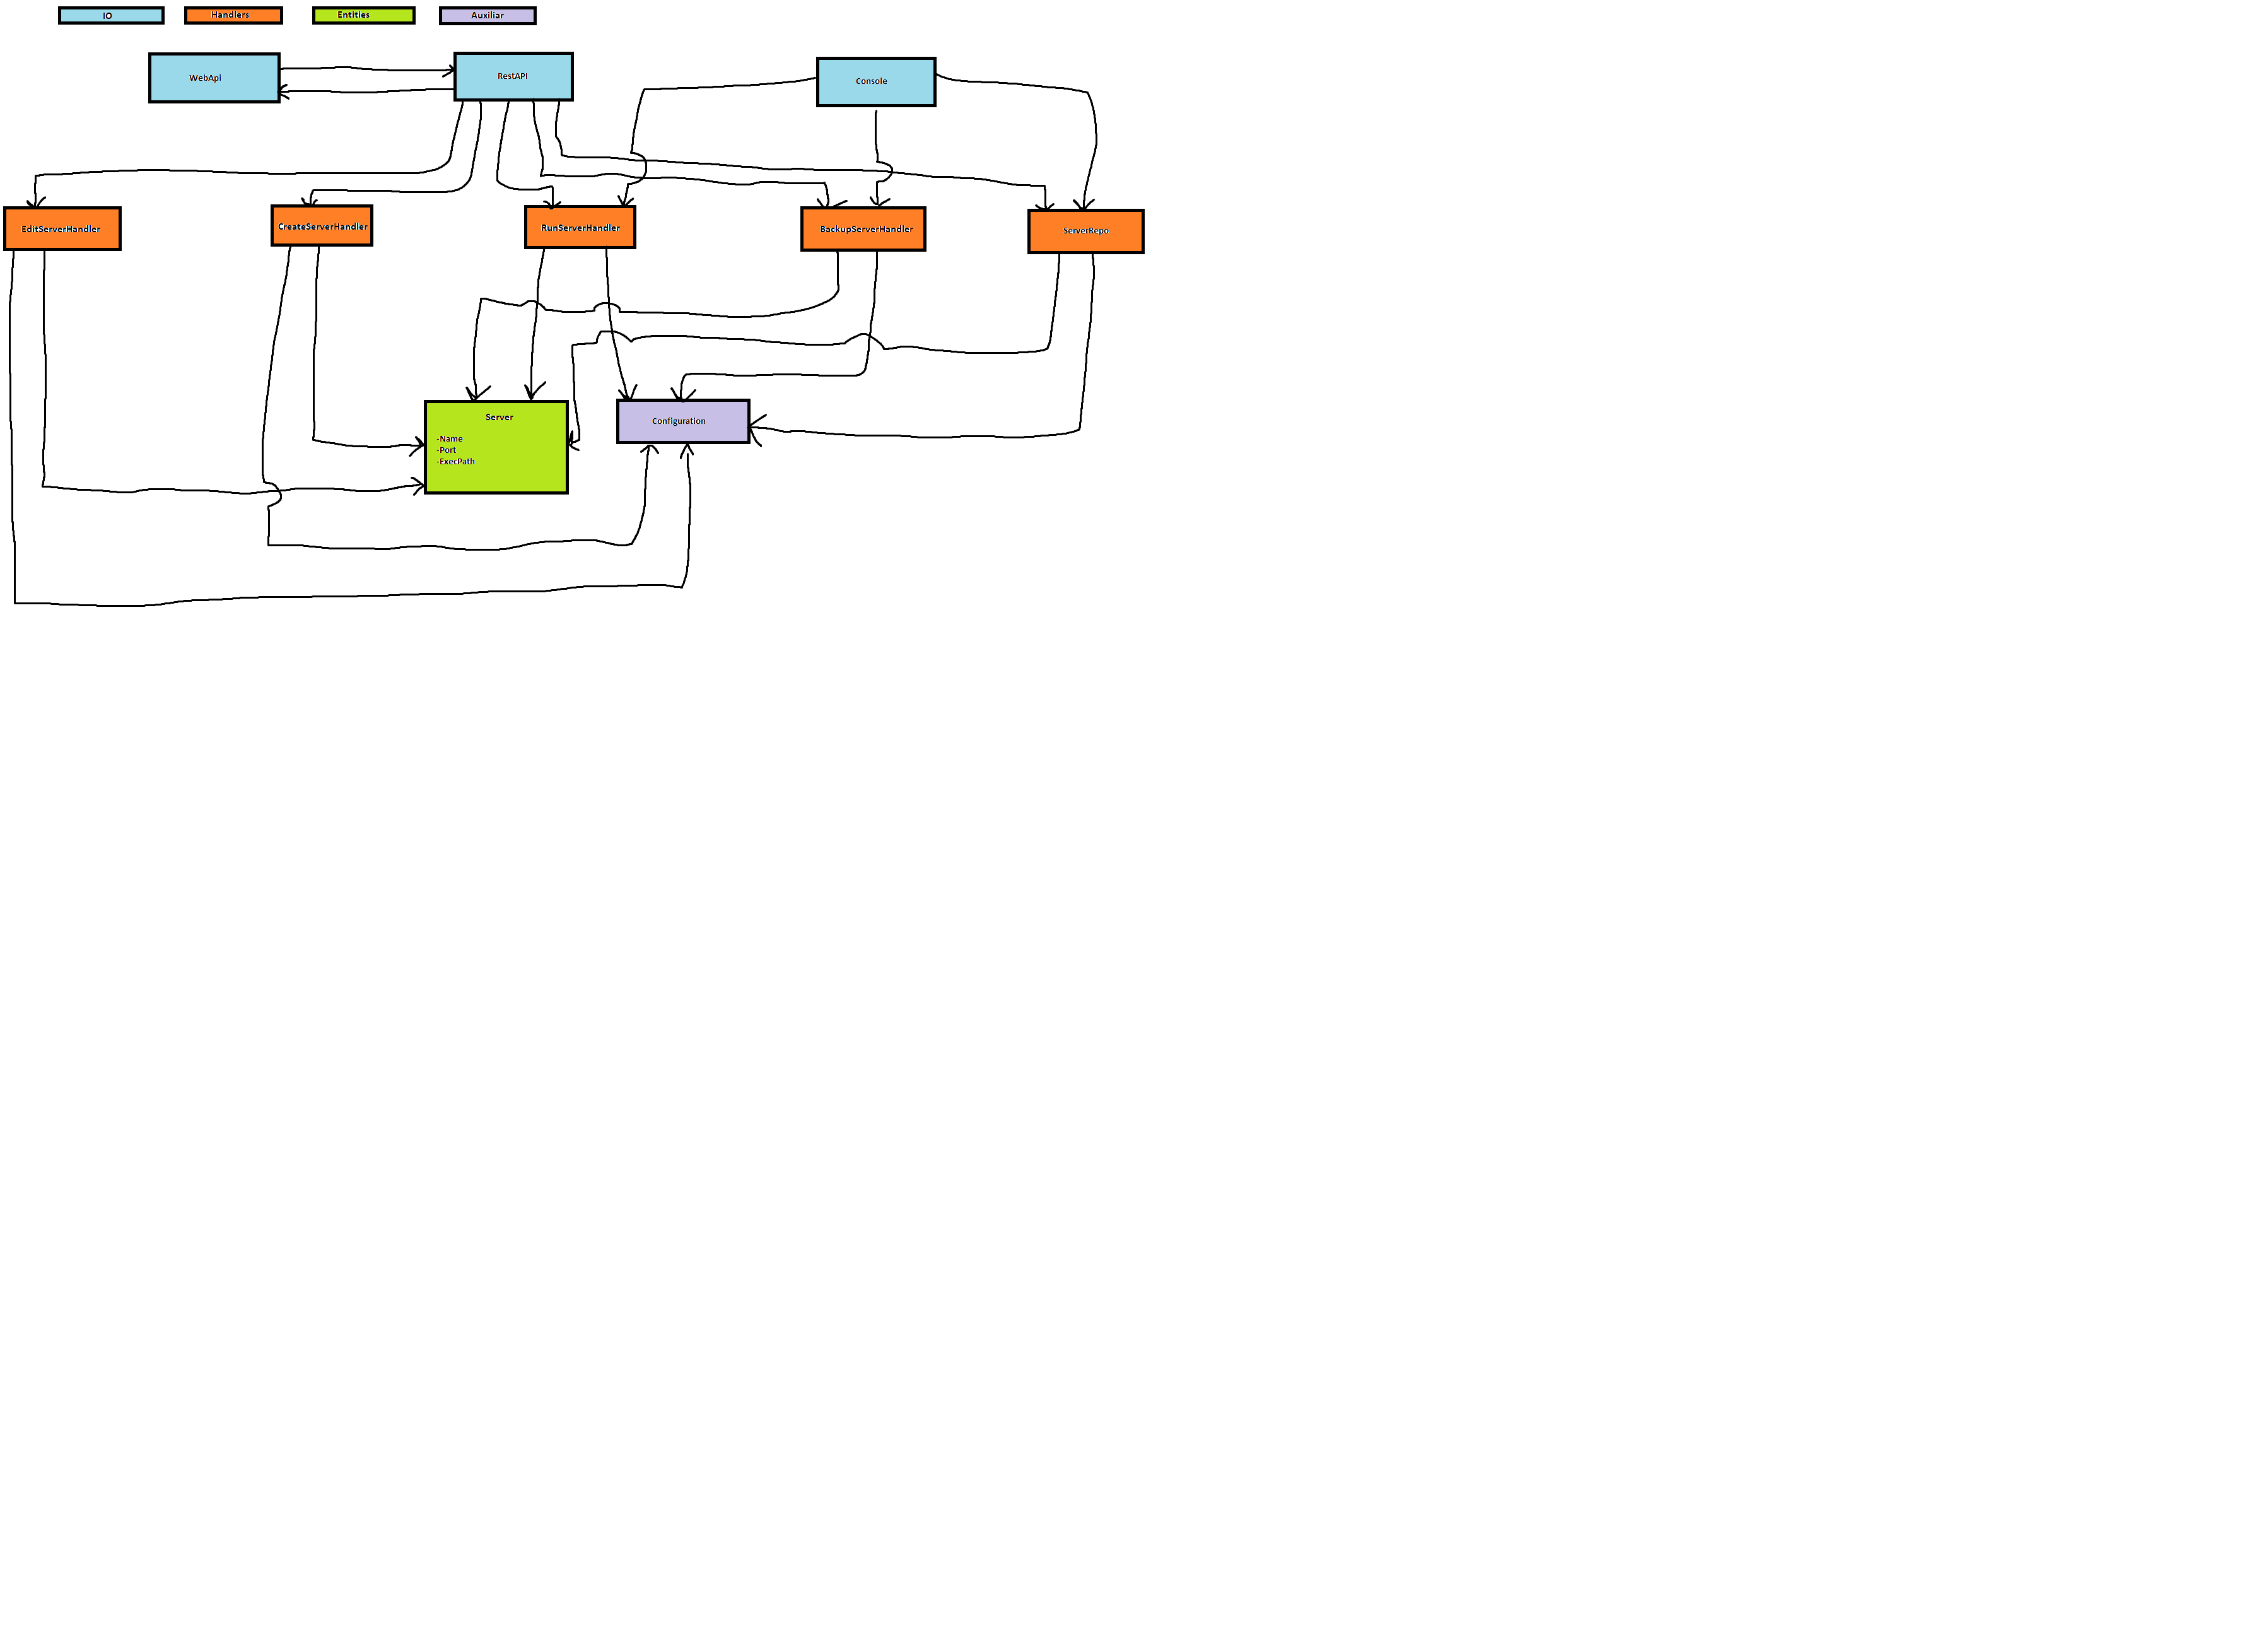 IO
Handlers
Entities
Auxiliar
WebApi
RestAPI
Console
EditServerHandler
CreateServerHandler
RunServerHandler
BackupServerHandler
ServerRepo
Server
-Name
-Port
-ExecPath
Configuration